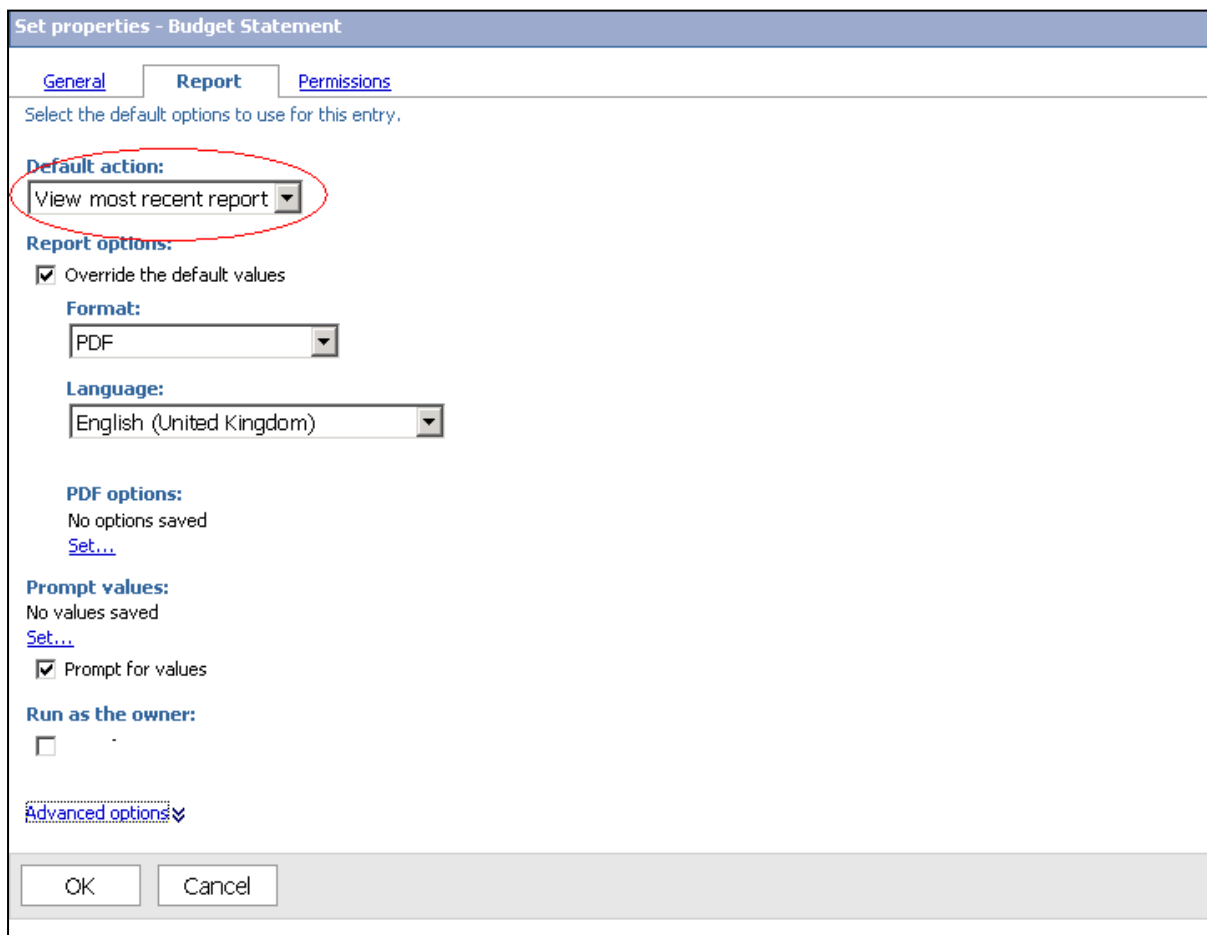 Set properties - Budget Statement
General Report Permissions
Select the default options to use for this entry.
Default action:
View most recent report
Report options:
Override the default values
Format:
PDF
Language:
English (United Kingdom)
PDF options:
No options saved
Set...
Prompt values:
No values saved
Set...
Prompt for values
Run as the owner:
Advanced options
OK Cancel